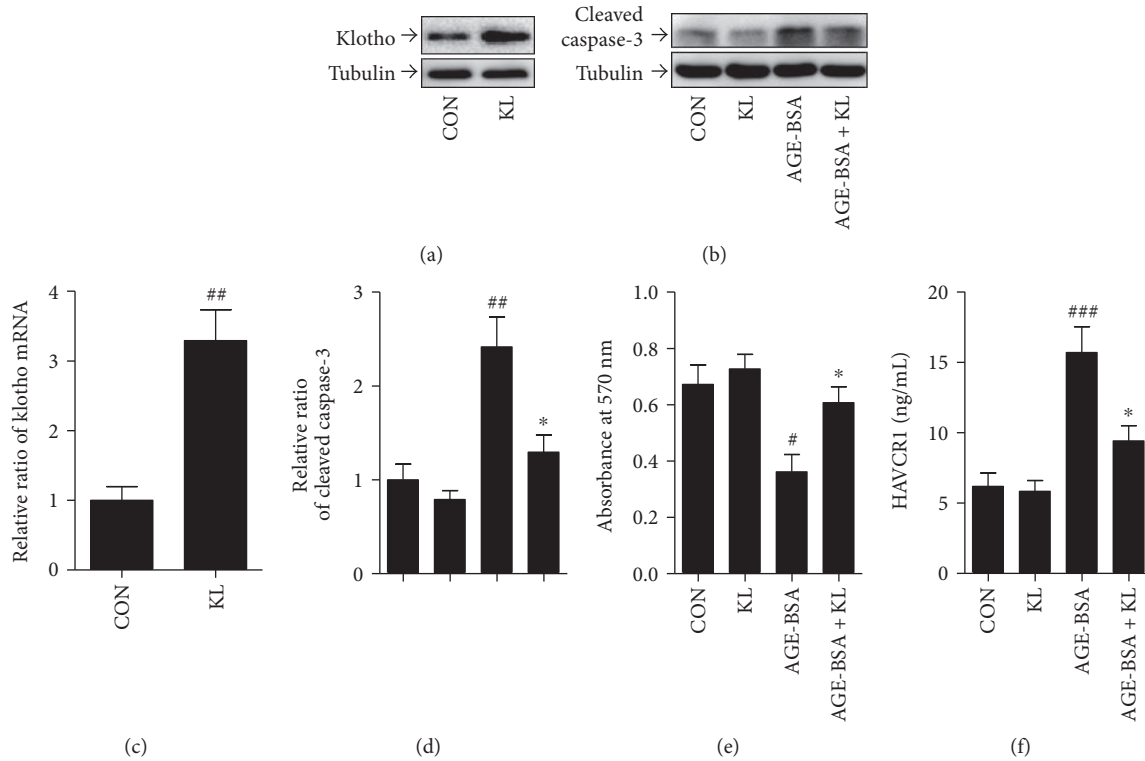 Klotho →
Tubulin →
CON
KL
(a)
Cleaved
caspase-3 →
Tubulin →
CON
KL
AGE-BSA
AGE-BSA + KL
(b)
Relative ratio of klotho mRNA
4
3
2
1
0
##
CON
KL
(c)
Relative ratio
of cleaved caspase-3
3
2
1
0
##
*
(d)
Absorbance at 570 nm
1.0
0.8
0.6
0.4
0.2
0.0
#
*
CON
KL
AGE-BSA
AGE-BSA + KL
(e)
HAVCR1 (ng/mL)
20
15
10
5
0
###
*
CON
KL
AGE-BSA
AGE-BSA + KL
(f)